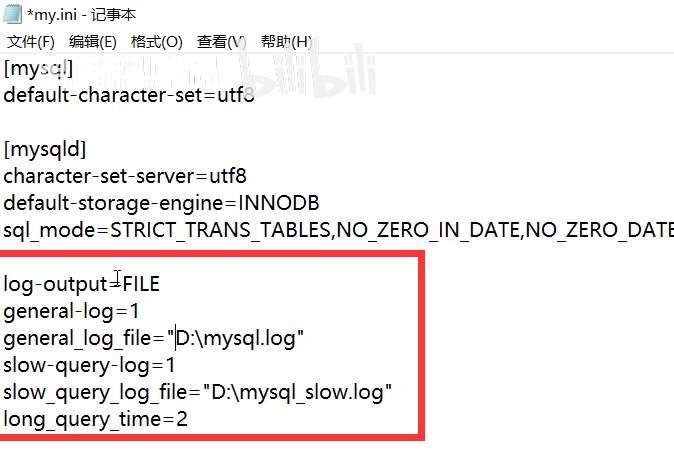 *my.ini - 记事本
文件(F) 编辑(E) 格式(O) 查看(V) 帮助(H)
bilibili
[mysql]
default-character-set=utf8
[mysqld]
character-set-server=utf8
default-storage-engine=INNODB
sql_mode=STRICT_TRANS_TABLES,NO_ZERO_IN_DATE,NO_ZERO_DATE
log-output=FILE
general-log=1
general_log_file="D:\mysql.log"
slow-query-log=1
slow_query_log_file="D:\mysql_slow.log"
long_query_time=2